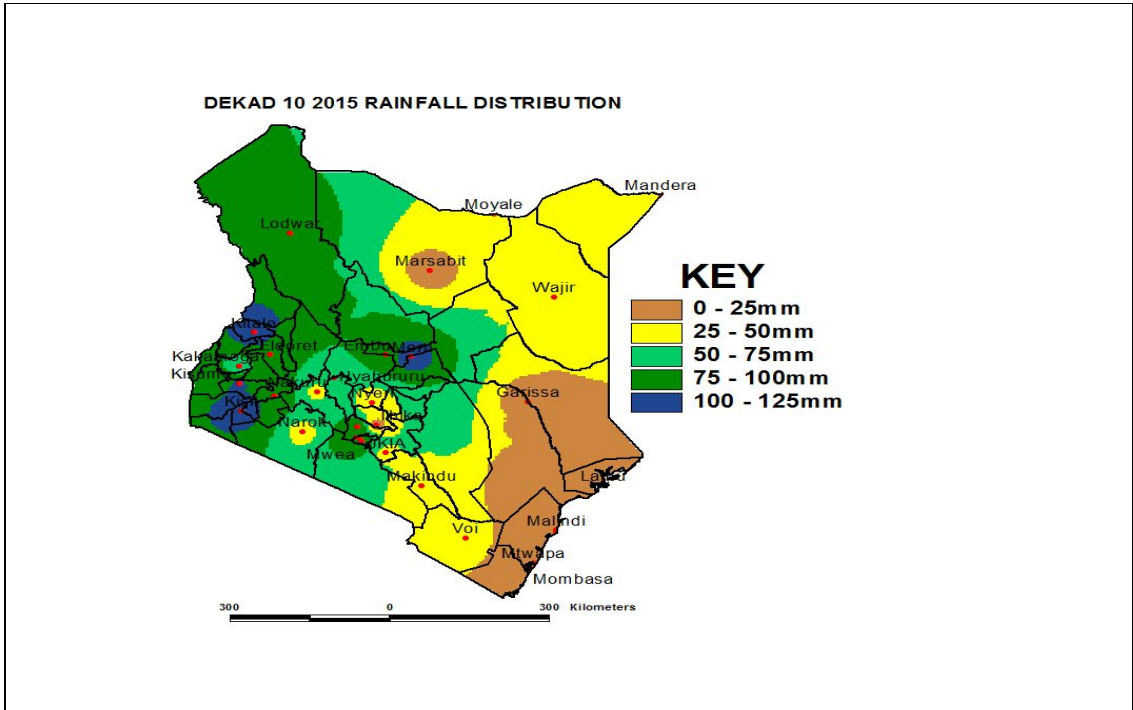 DEKAD 10 2015 RAINFALL DISTRIBUTION
Mandera
Moyale
Lodwar
Marsabit
Wajir
KEY
0 - 25mm
25 - 50mm
50 - 75mm
75 - 100mm
100 - 125mm
Kitale
Eldoret
Embu
Meru
Kakamega
Kisumu
Nakuru
Nyahururu
Nyeri
Garissa
Kisii
Thika
Narok
Mwea
JKIA
Makindu
Lamu
Voi
Malindi
Mtwapa
Mombasa
300 0 300 Kilometers